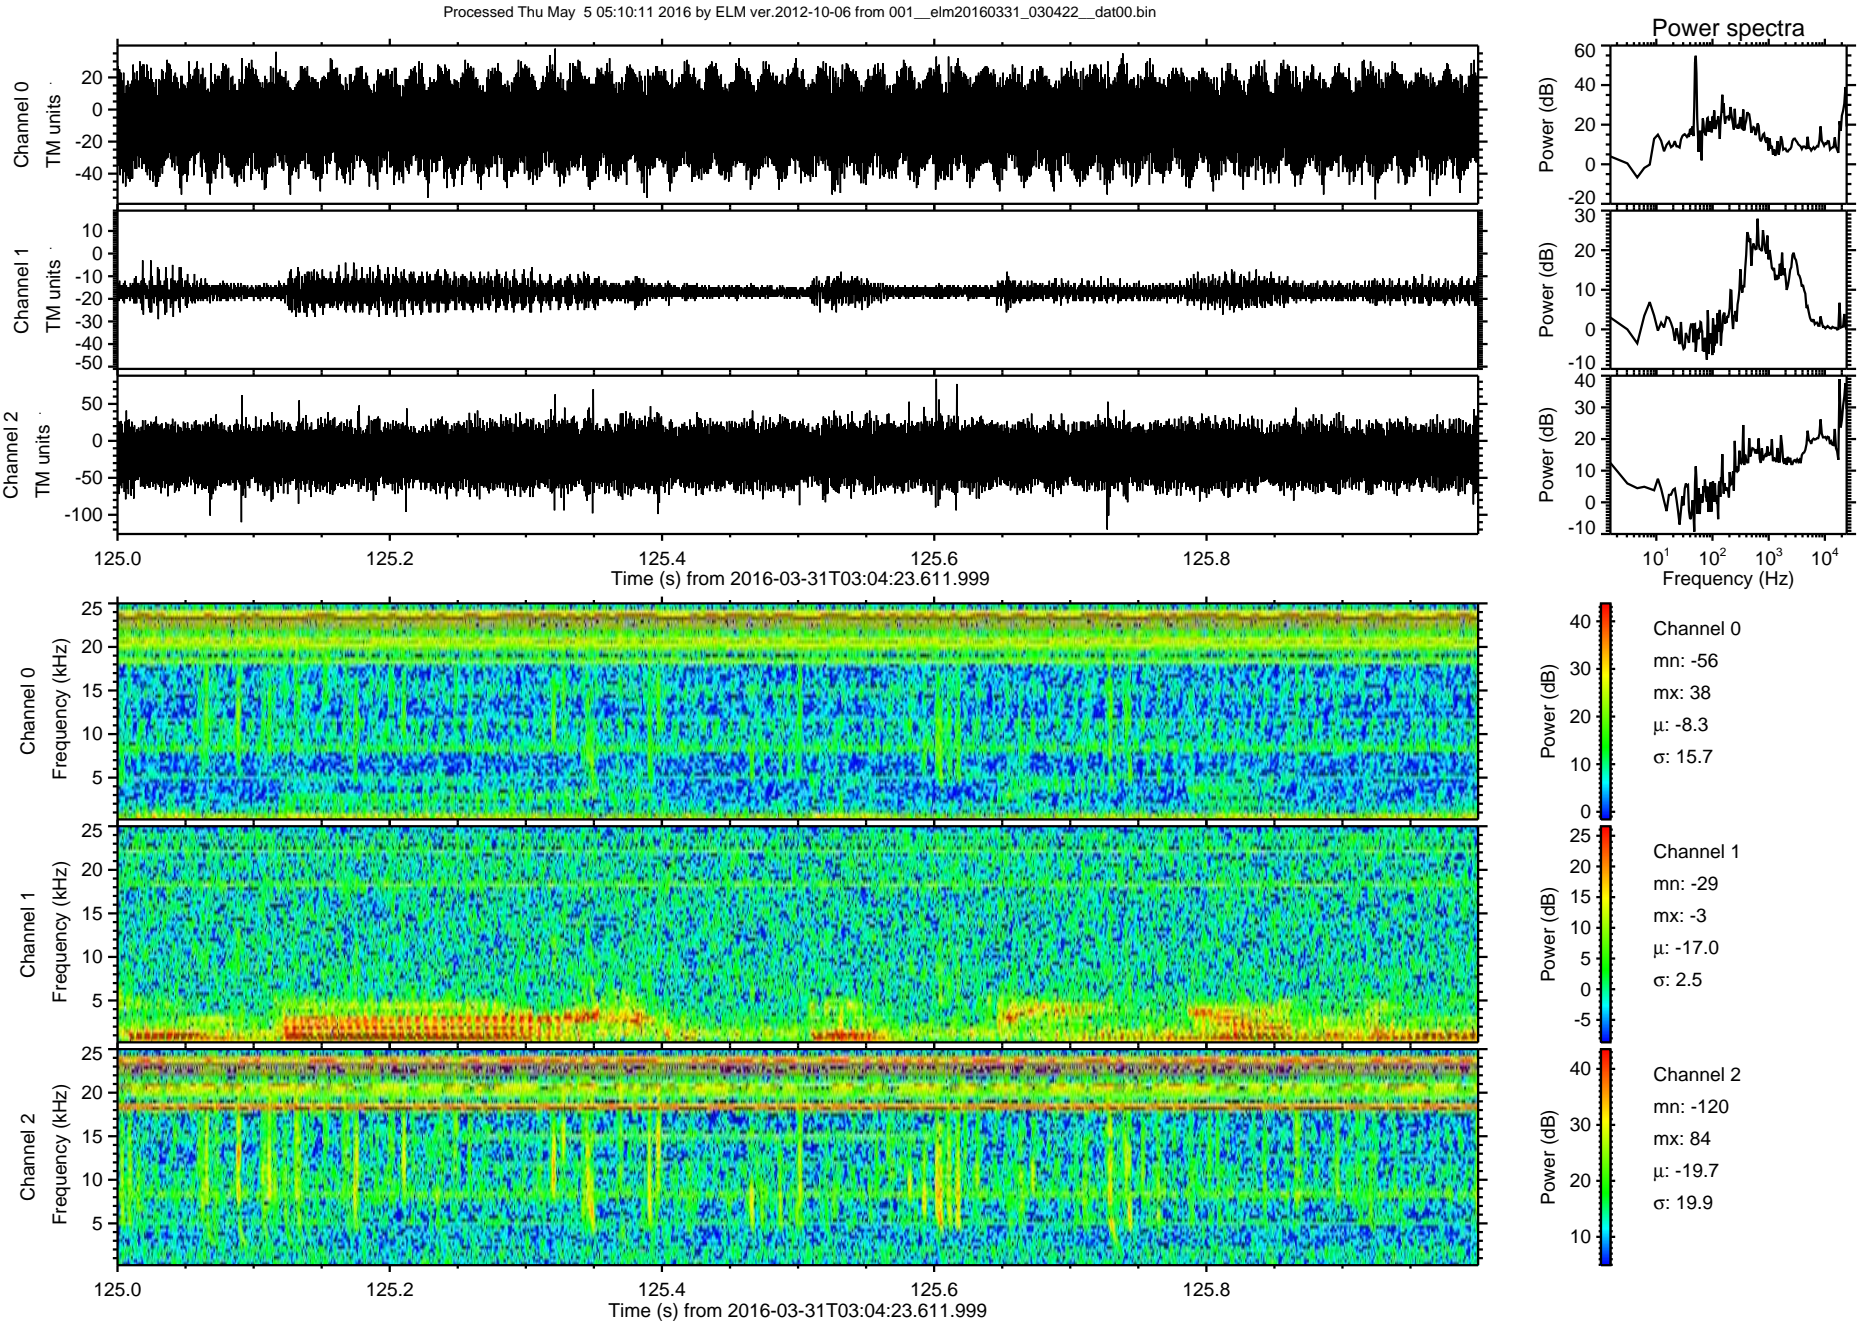 Processed Thu May  5 05:10:11 2016 by ELM ver.2012-10-06 from 001__elm20160331_030422__dat00.bin
Power spectra
Channel 0
TM units
20
0
-20
-40
Power (dB)
60
40
20
0
-20
Channel 1
TM units
10
0
-10
-20
-30
-40
-50
Power (dB)
30
20
10
0
-10
Channel 2
TM units
50
0
-50
-100
Power (dB)
40
30
20
10
0
-10
125.0 125.2 125.4 125.6 125.8
Time (s) from 2016-03-31T03:04:23.611.999
10^1 10^2 10^3 10^4
Frequency (Hz)
Channel 0
Frequency (kHz)
25
20
15
10
5
Power (dB)
40
30
20
10
0
Channel 0
mn: -56
mx: 38
µ: -8.3
σ: 15.7
Channel 1
Frequency (kHz)
25
20
15
10
5
Power (dB)
25
20
15
10
5
0
-5
Channel 1
mn: -29
mx: -3
µ: -17.0
σ: 2.5
Channel 2
Frequency (kHz)
25
20
15
10
5
Power (dB)
40
30
20
10
Channel 2
mn: -120
mx: 84
µ: -19.7
σ: 19.9
125.0 125.2 125.4 125.6 125.8
Time (s) from 2016-03-31T03:04:23.611.999